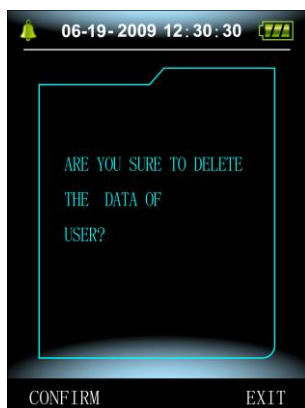 06-19-2009 12:30:30
ARE YOU SURE TO DELETE
THE DATA OF
USER?
CONFIRM EXIT